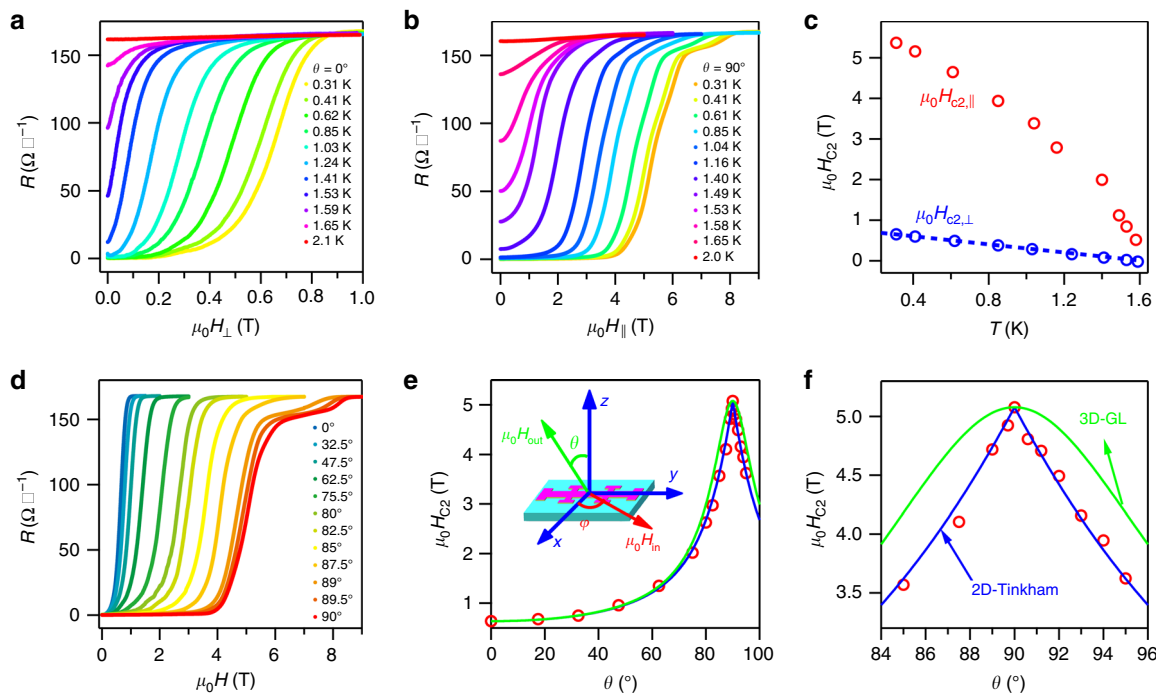 a
R (Ω □⁻¹)
150
100
50
0
0.0 0.2 0.4 0.6 0.8 1.0
μ₀H⊥ (T)
θ = 0°
0.31 K
0.41 K
0.62 K
0.85 K
1.03 K
1.24 K
1.41 K
1.53 K
1.59 K
1.65 K
2.1 K
b
R (Ω □⁻¹)
150
100
50
0
0 2 4 6 8
μ₀H∥ (T)
θ = 90°
0.31 K
0.41 K
0.61 K
0.85 K
1.04 K
1.16 K
1.40 K
1.49 K
1.53 K
1.58 K
1.65 K
2.0 K
c
μ₀H_C2 (T)
5
4
3
2
1
0
0.4 0.8 1.2 1.6
T (K)
μ₀H_c2,∥
μ₀H_c2,⊥
d
R (Ω □⁻¹)
150
100
50
0
0 2 4 6 8
μ₀H (T)
0°
32.5°
47.5°
62.5°
75.5°
80°
82.5°
85°
87.5°
89°
89.5°
90°
e
μ₀H_C2 (T)
5
4
3
2
1
0 20 40 60 80 100
θ (°)
z
μ₀H_out
θ
y
φ
x
μ₀H_in
f
μ₀H_C2 (T)
5.0
4.5
4.0
3.5
84 86 88 90 92 94 96
θ (°)
3D-GL
2D-Tinkham